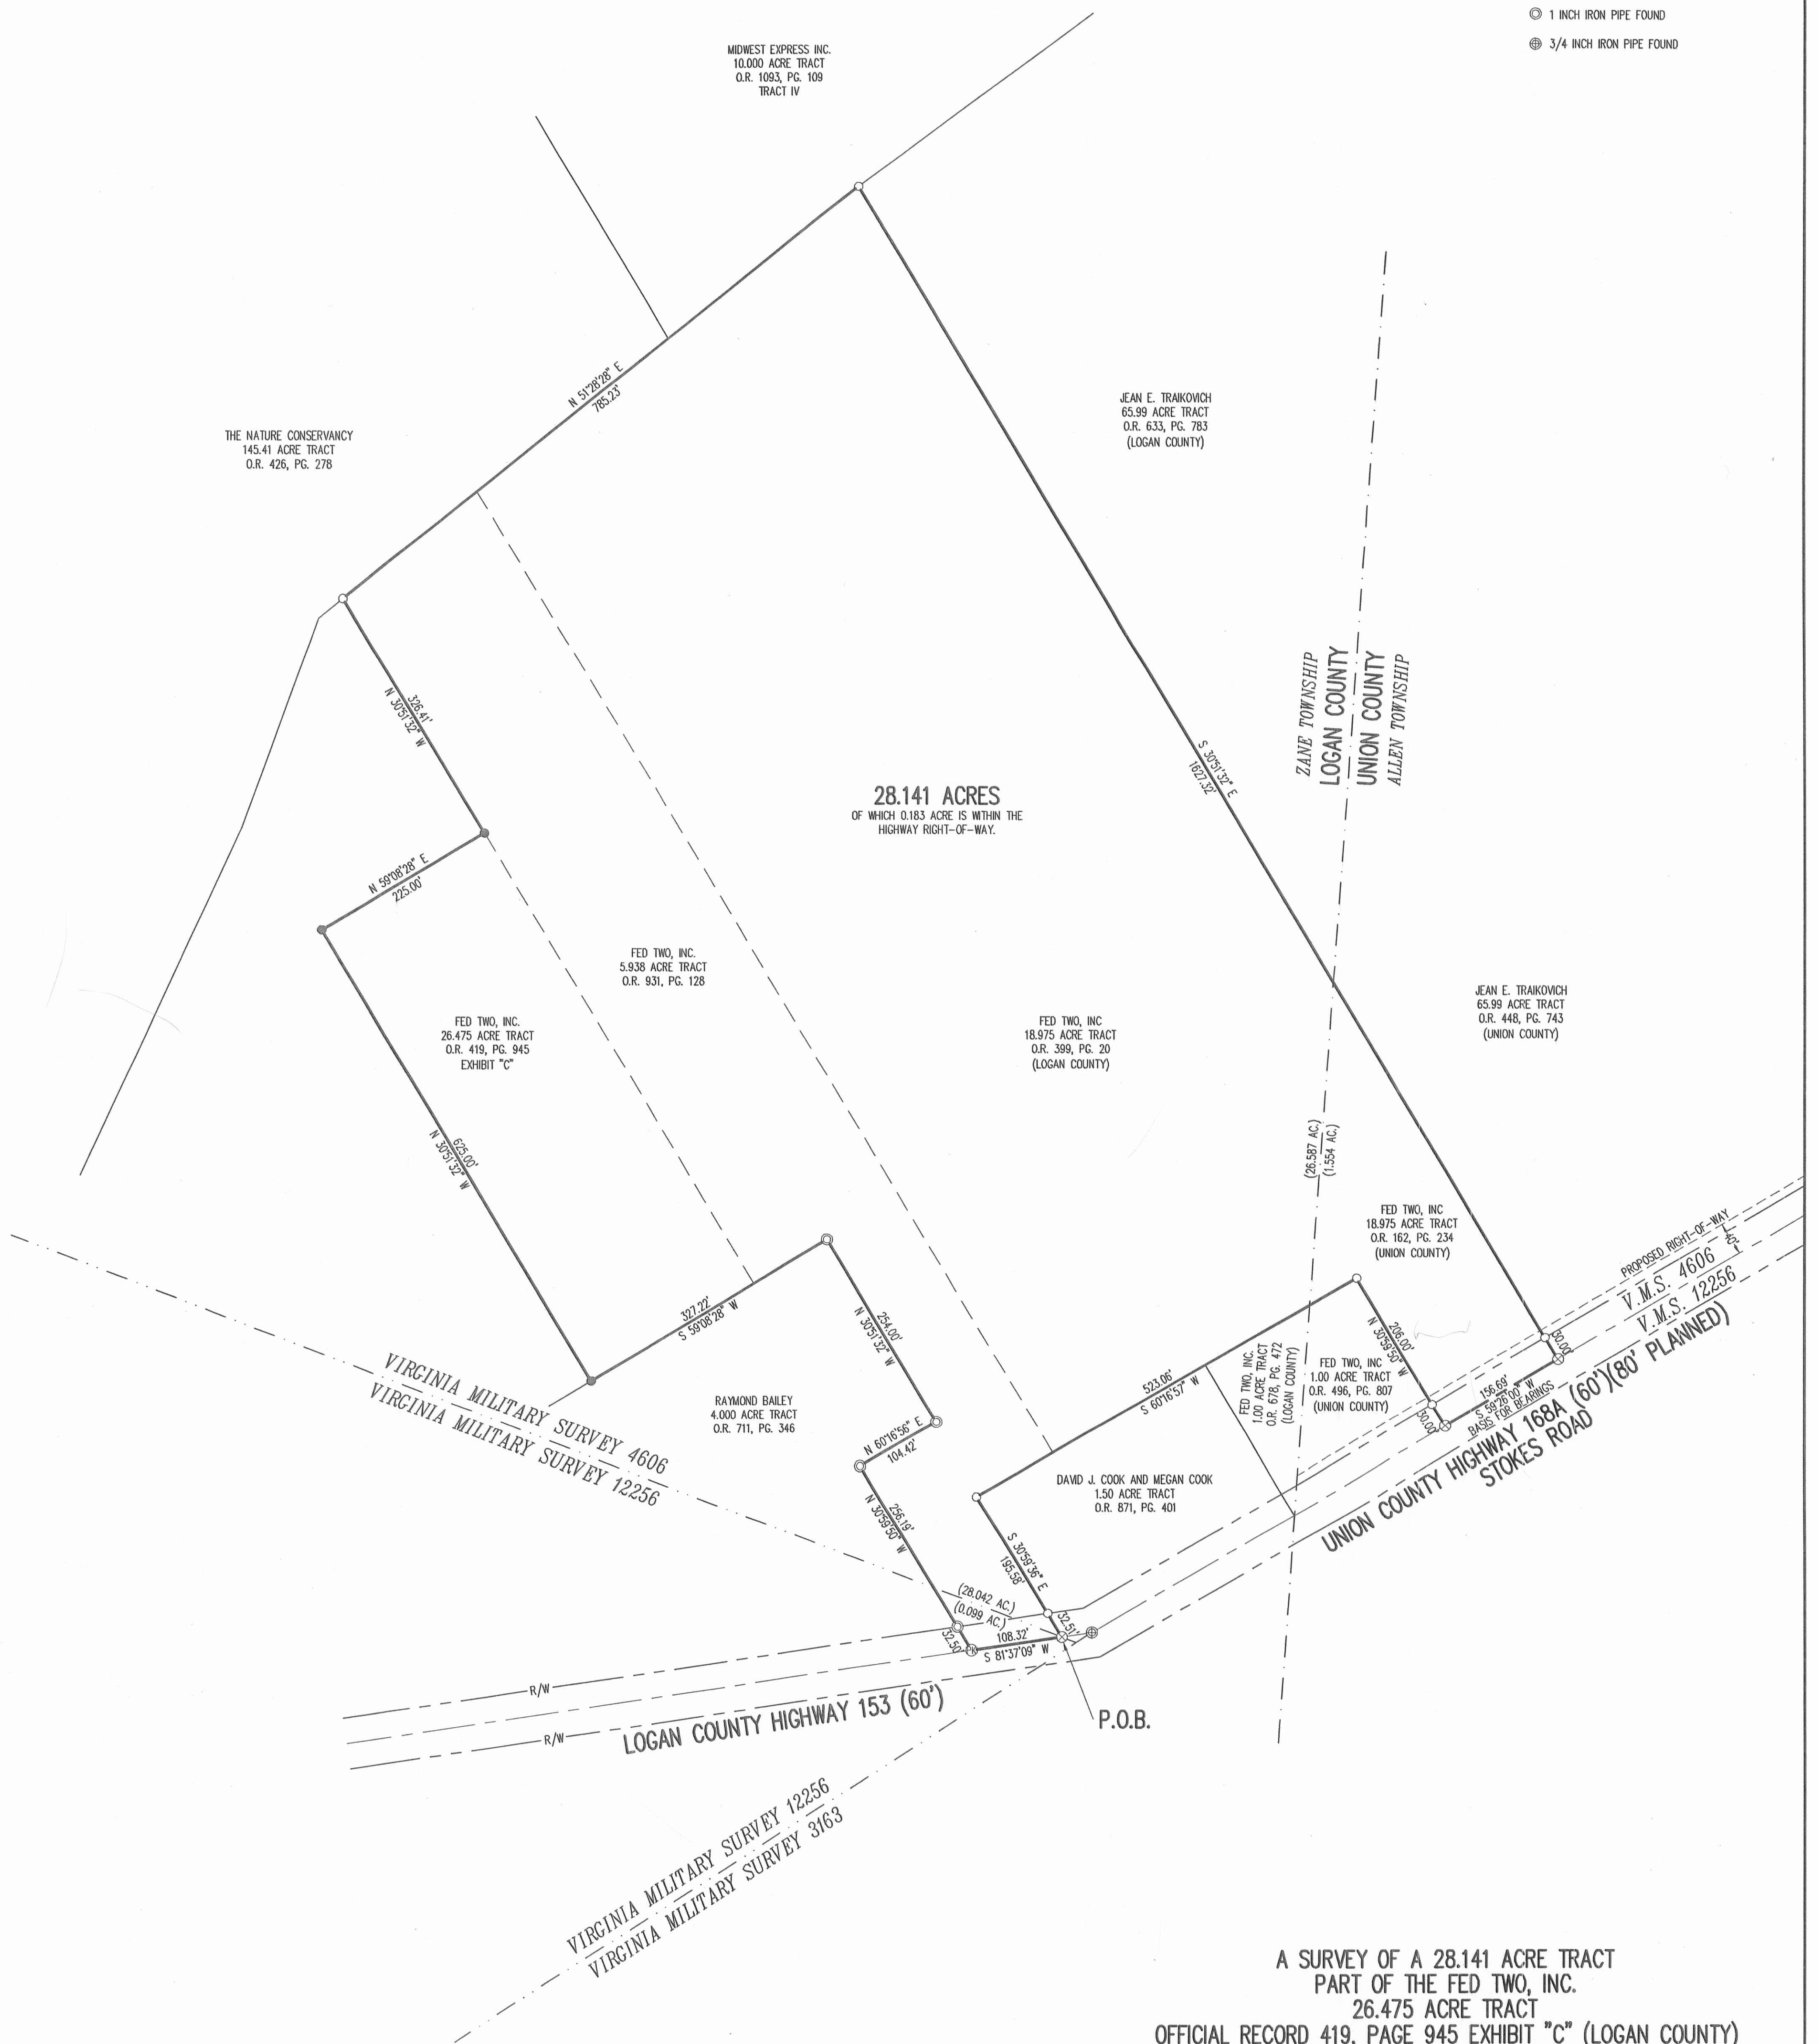 1 INCH IRON PIPE FOUND
3/4 INCH IRON PIPE FOUND
MIDWEST EXPRESS INC.
10.000 ACRE TRACT
O.R. 1093, PG. 109
TRACT IV
N 51°28'28" E
785.23'
THE NATURE CONSERVANCY
145.41 ACRE TRACT
O.R. 426, PG. 278
JEAN E. TRAIKOVICH
65.99 ACRE TRACT
O.R. 633, PG. 783
(LOGAN COUNTY)
326.41'
N 30°51'32" W
ZANE TOWNSHIP
LOGAN COUNTY
UNION COUNTY
ALLEN TOWNSHIP
S 30°51'32" E
1627.32'
28.141 ACRES
OF WHICH 0.183 ACRE IS WITHIN THE
HIGHWAY RIGHT-OF-WAY.
N 59°08'28" E
225.00'
FED TWO, INC.
5.938 ACRE TRACT
O.R. 931, PG. 128
FED TWO, INC.
26.475 ACRE TRACT
O.R. 419, PG. 945
EXHIBIT "C"
FED TWO, INC
18.975 ACRE TRACT
O.R. 399, PG. 20
(LOGAN COUNTY)
JEAN E. TRAIKOVICH
65.99 ACRE TRACT
O.R. 448, PG. 743
(UNION COUNTY)
625.00'
N 30°51'32" W
(26.587 AC.)
(1.554 AC.)
FED TWO, INC
18.975 ACRE TRACT
O.R. 162, PG. 234
(UNION COUNTY)
PROPOSED RIGHT-OF-WAY
40'
V.M.S. 4606
V.M.S. 12256
327.22'
S 59°08'28" W
254.00'
N 30°51'32" W
206.00'
N 30°59'50" W
30.00'
FED TWO, INC.
1.00 ACRE TRACT
O.R. 678, PG. 472
(LOGAN COUNTY)
FED TWO, INC
1.00 ACRE TRACT
O.R. 496, PG. 807
(UNION COUNTY)
156.69'
S 59°26'00" W
BASIS FOR BEARINGS
30.00'
UNION COUNTY HIGHWAY 168A (60')(80' PLANNED)
STOKES ROAD
523.06'
S 60°16'57" W
VIRGINIA MILITARY SURVEY 4606
VIRGINIA MILITARY SURVEY 12256
RAYMOND BAILEY
4.000 ACRE TRACT
O.R. 711, PG. 346
N 60°16'56" E
104.42'
DAVID J. COOK AND MEGAN COOK
1.50 ACRE TRACT
O.R. 871, PG. 401
256.19'
N 30°59'50" W
S 30°59'36" E
195.58'
(28.042 AC.)
(0.099 AC.)
32.51'
32.50'
PK
108.32'
S 81°37'09" W
R/W
R/W
LOGAN COUNTY HIGHWAY 153 (60')
P.O.B.
VIRGINIA MILITARY SURVEY 12256
VIRGINIA MILITARY SURVEY 3163
A SURVEY OF A 28.141 ACRE TRACT
PART OF THE FED TWO, INC.
26.475 ACRE TRACT
OFFICIAL RECORD 419, PAGE 945 EXHIBIT "C" (LOGAN COUNTY)